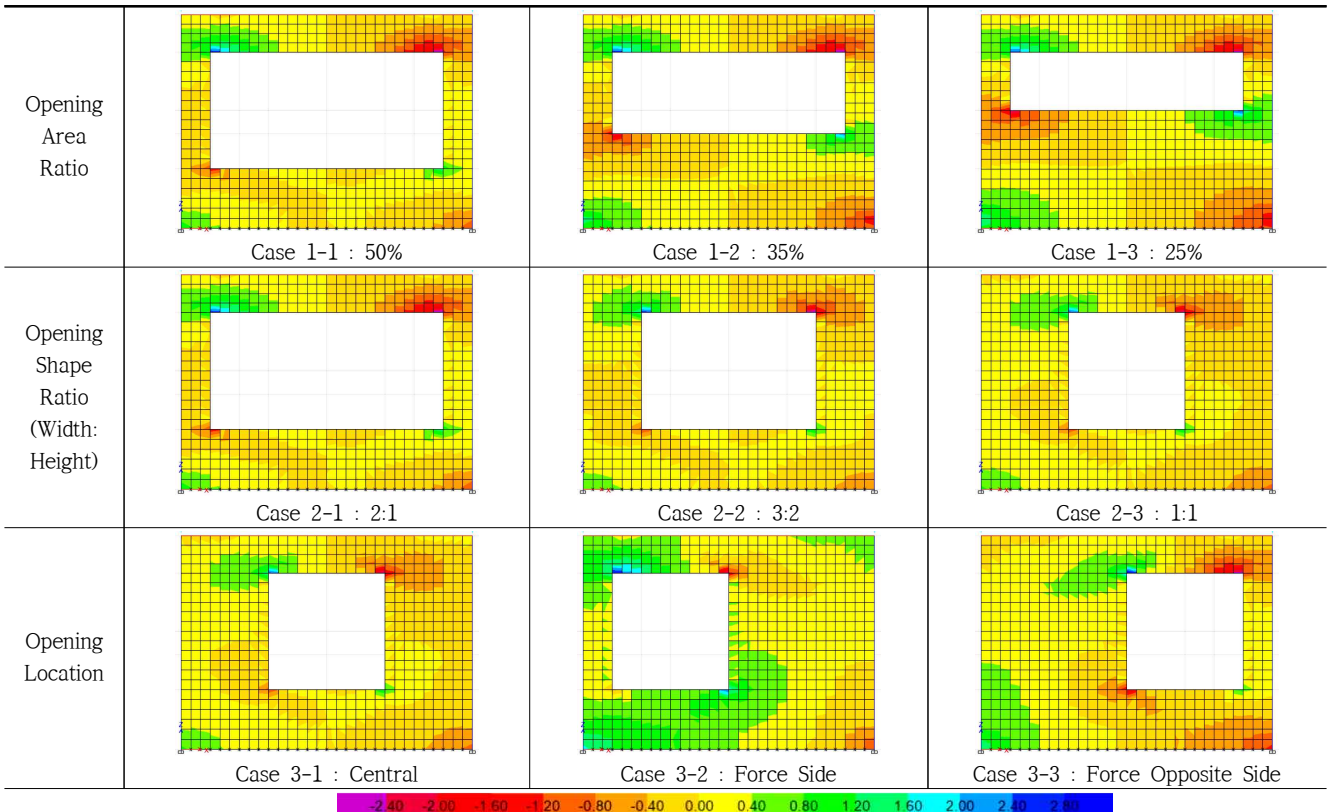 Opening
Area
Ratio
Case 1-1 : 50%
Case 1-2 : 35%
Case 1-3 : 25%
Opening
Shape
Ratio
(Width:
Height)
Case 2-1 : 2:1
Case 2-2 : 3:2
Case 2-3 : 1:1
Opening
Location
Case 3-1 : Central
Case 3-2 : Force Side
Case 3-3 : Force Opposite Side
-2.40 -2.00 -1.60 -1.20 -0.80 -0.40 0.00 0.40 0.80 1.20 1.60 2.00 2.40 2.80